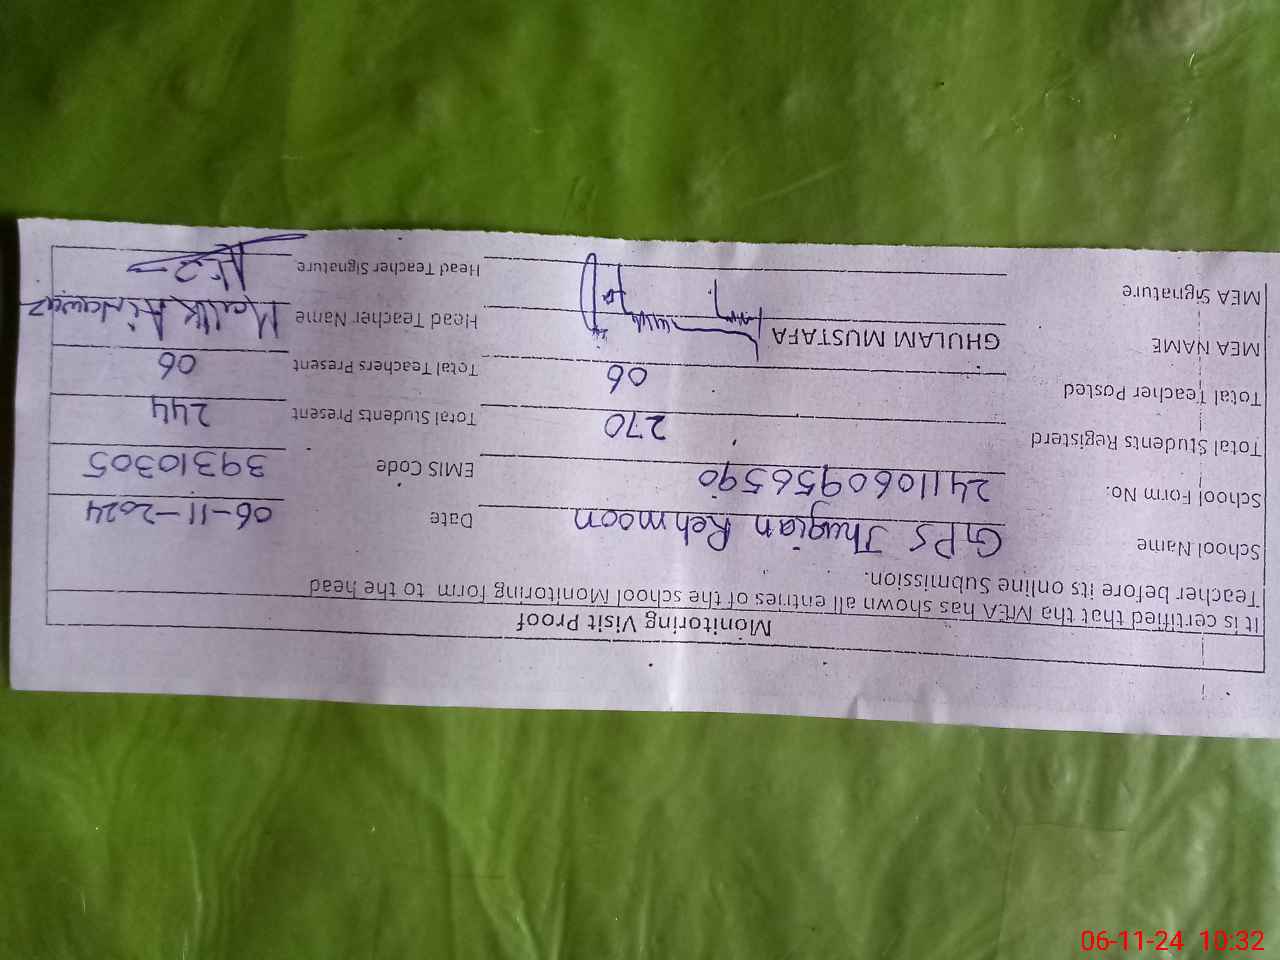 Monitoring Visit Proof
It is certified that tha MEA has shown all entries of the school Monitoring form to the head
Teacher before its online Submission.
School Name GPS Jhugian Rehmoon Date 06-11-2024
School Form No. 2411060956590 EMIS Code 39310305
Total Students Registerd 270 Total Students Present 244
Total Teacher Posted 06 Total Teachers Present 06
MEA NAME GHULAM MUSTAFA Head Teacher Name Malik
MEA Signature Head Teacher Signature
06-11-24 10:32